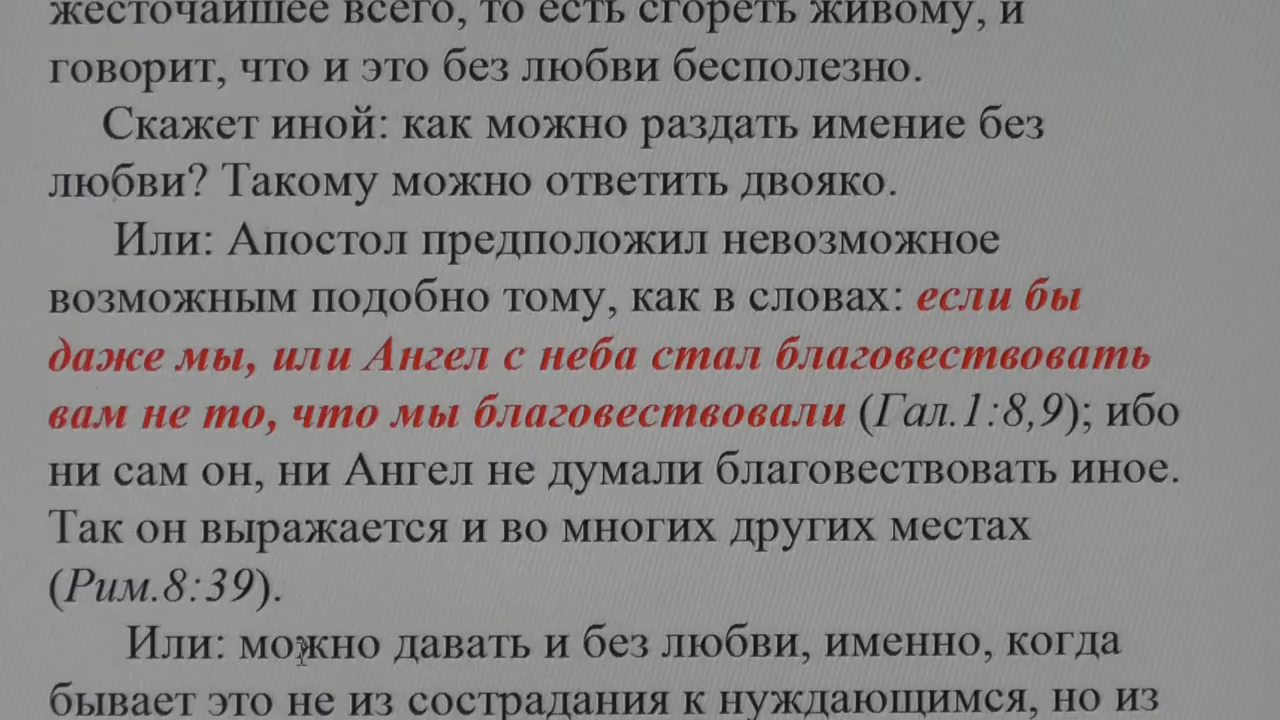 жесточайшее всего, то есть сгореть живому, и
говорит, что и это без любви бесполезно.
Скажет иной: как можно раздать имение без
любви? Такому можно ответить двояко.
Или: Апостол предположил невозможное
возможным подобно тому, как в словах: если бы
даже мы, или Ангел с неба стал благовествовать
вам не то, что мы благовествовали (Гал.1:8,9); ибо
ни сам он, ни Ангел не думали благовествовать иное.
Так он выражается и во многих других местах
(Рим.8:39).
Или: можно давать и без любви, именно, когда
бывает это не из сострадания к нуждающимся, но из